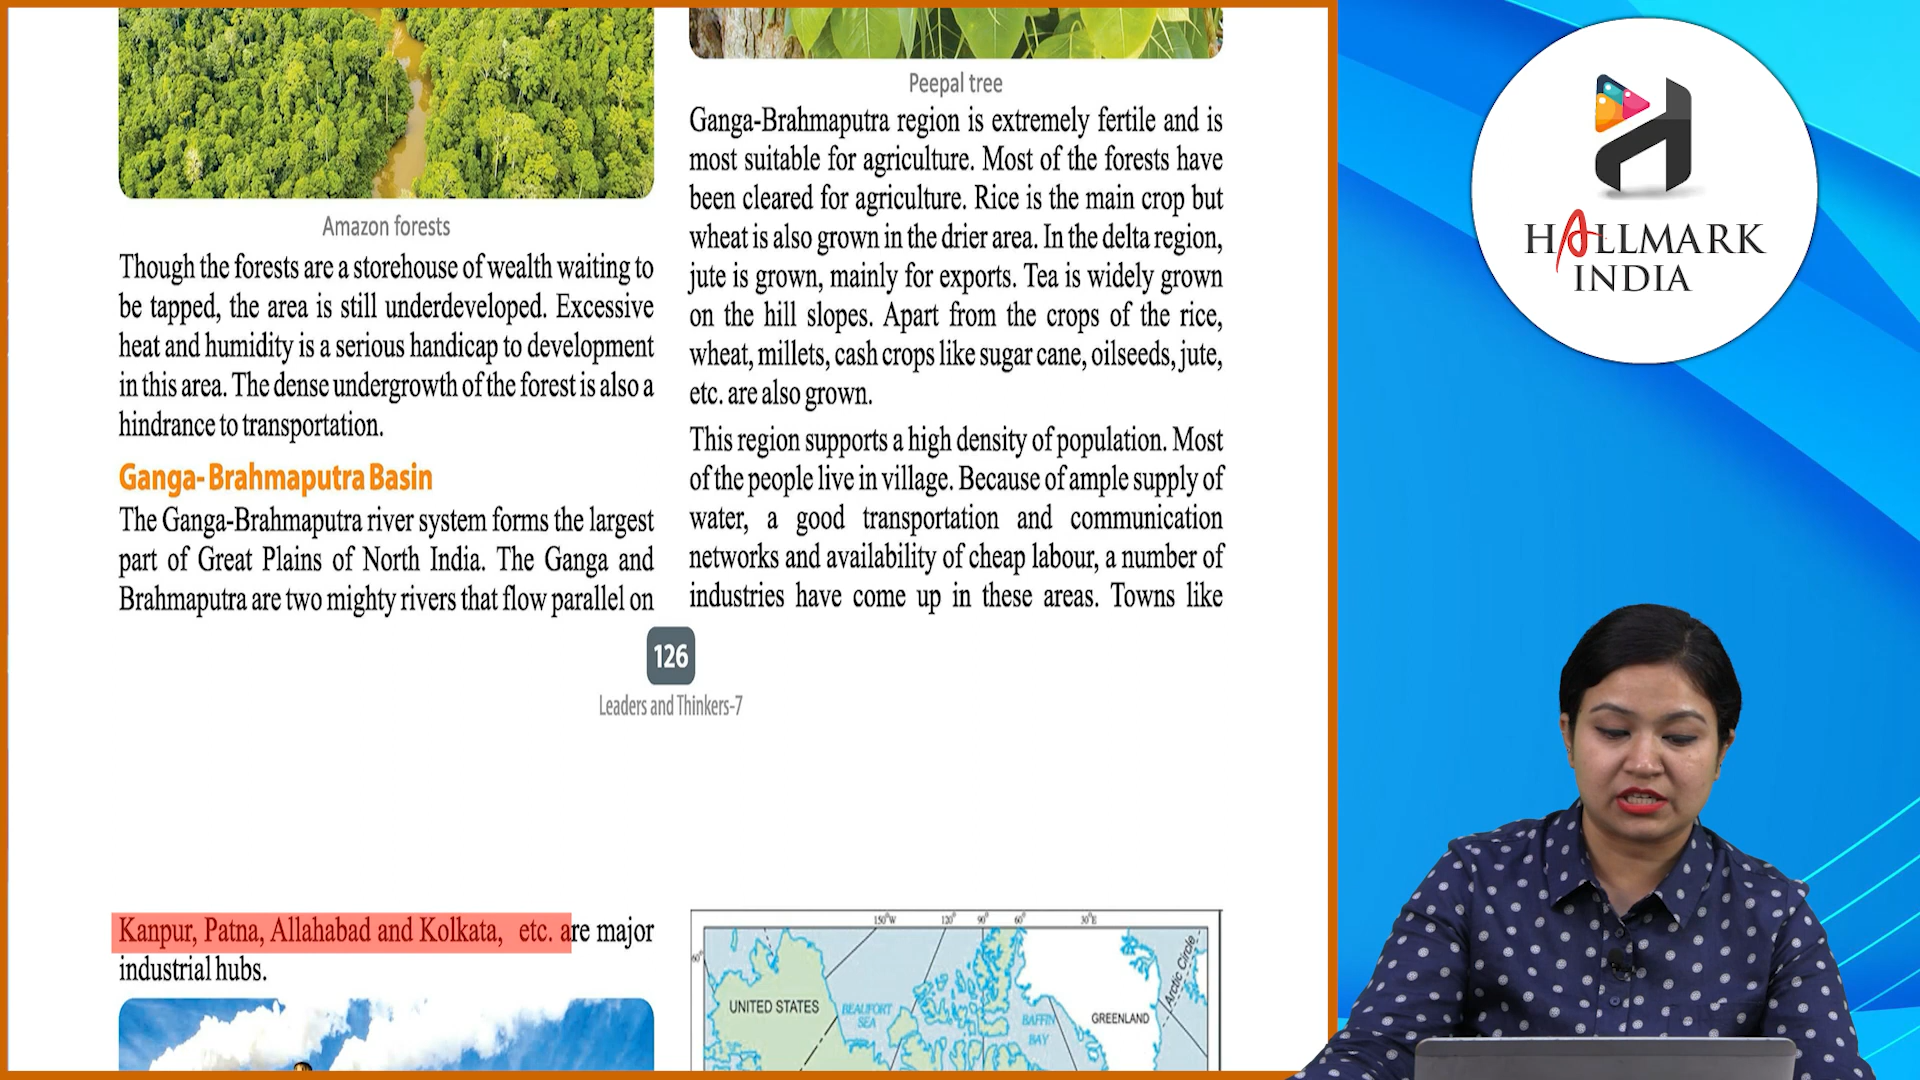 Amazon forests
Though the forests are a storehouse of wealth waiting to
be tapped, the area is still underdeveloped. Excessive
heat and humidity is a serious handicap to development
in this area. The dense undergrowth of the forest is also a
hindrance to transportation.
Ganga- Brahmaputra Basin
The Ganga-Brahmaputra river system forms the largest
part of Great Plains of North India. The Ganga and
Brahmaputra are two mighty rivers that flow parallel on
Peepal tree
Ganga-Brahmaputra region is extremely fertile and is
most suitable for agriculture. Most of the forests have
been cleared for agriculture. Rice is the main crop but
wheat is also grown in the drier area. In the delta region,
jute is grown, mainly for exports. Tea is widely grown
on the hill slopes. Apart from the crops of the rice,
wheat, millets, cash crops like sugar cane, oilseeds, jute,
etc. are also grown.
This region supports a high density of population. Most
of the people live in village. Because of ample supply of
water, a good transportation and communication
networks and availability of cheap labour, a number of
industries have come up in these areas. Towns like
126
Leaders and Thinkers-7
Kanpur, Patna, Allahabad and Kolkata, etc. are major
industrial hubs.
150°W 120° 90° 60° 30°E
60°
UNITED STATES
BEAUFORT
SEA
BAFFIN
BAY
GREENLAND
Arctic Circle
HALLMARK
INDIA